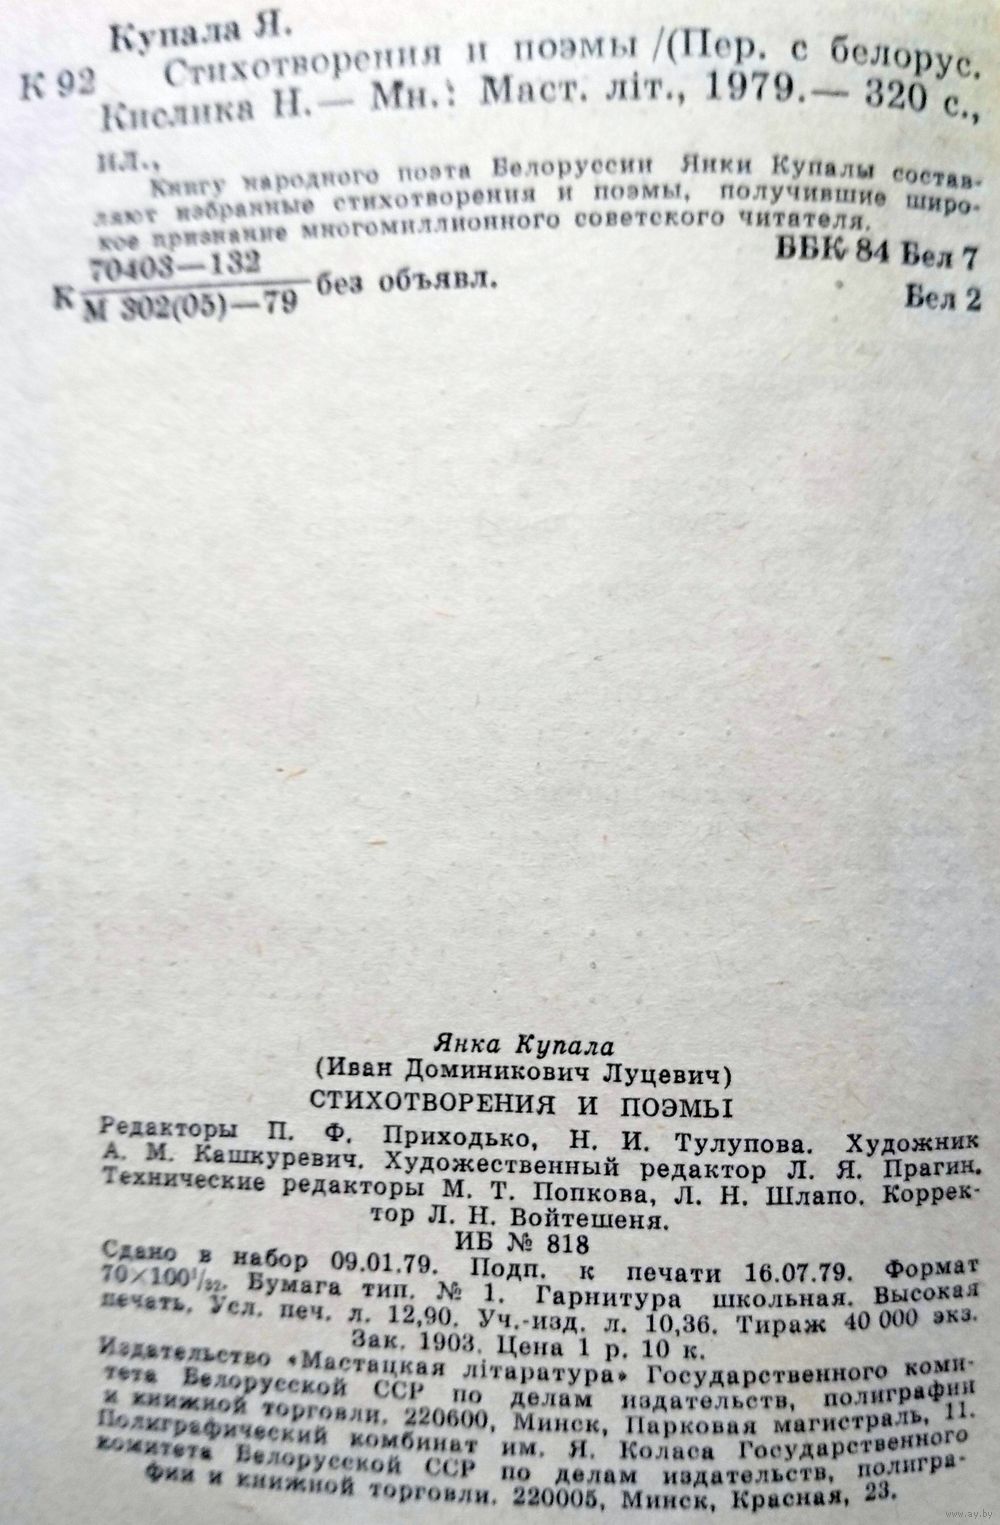 Купала Я.
К 92 Стихотворения и поэмы /(Пер. с белорус.
Кислика Н.— Мн.: Маст. літ., 1979.— 320 с.,
ил.,
Книгу народного поэта Белоруссии Янки Купалы состав-
ляют избранные стихотворения и поэмы, получившие широ-
кое признание многомиллионного советского читателя.
70403—132
К М 302(05)—79 без объявл.
ББК 84 Бел 7
Бел 2
Янка Купала
(Иван Доминикович Луцевич)
СТИХОТВОРЕНИЯ И ПОЭМЫ
Редакторы П. Ф. Приходько, Н. И. Тулупова. Художник
А. М. Кашкуревич. Художественный редактор Л. Я. Прагин.
Технические редакторы М. Т. Попкова, Л. Н. Шлапо. Коррек-
тор Л. Н. Войтешеня.
ИБ № 818
Сдано в набор 09.01.79. Подп. к печати 16.07.79. Формат
70×100¹/₃₂. Бумага тип. № 1. Гарнитура школьная. Высокая
печать. Усл. печ. л. 12,90. Уч.-изд. л. 10,36. Тираж 40 000 экз.
Зак. 1903. Цена 1 р. 10 к.
Издательство «Мастацкая літаратура» Государственного коми-
тета Белорусской ССР по делам издательств, полиграфии
и книжной торговли. 220600, Минск, Парковая магистраль, 11.
Полиграфический комбинат им. Я. Коласа Государственного
комитета Белорусской ССР по делам издательств, полигра-
фии и книжной торговли. 220005, Минск, Красная, 23.
www.ay.by